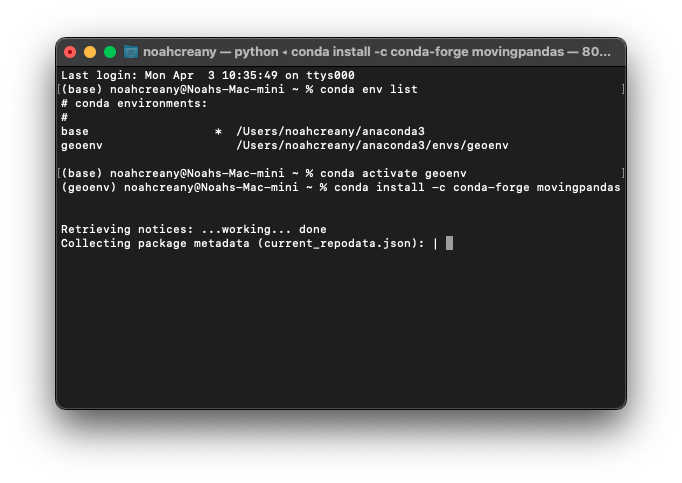 noahcreany — python ◂ conda install -c conda-forge movingpandas — 80...
Last login: Mon Apr  3 10:35:49 on ttys000
[(base) noahcreany@Noahs-Mac-mini ~ % conda env list ]
# conda environments:
#
base                  *  /Users/noahcreany/anaconda3
geoenv                   /Users/noahcreany/anaconda3/envs/geoenv
[(base) noahcreany@Noahs-Mac-mini ~ % conda activate geoenv ]
(geoenv) noahcreany@Noahs-Mac-mini ~ % conda install -c conda-forge movingpandas
Retrieving notices: ...working... done
Collecting package metadata (current_repodata.json): |